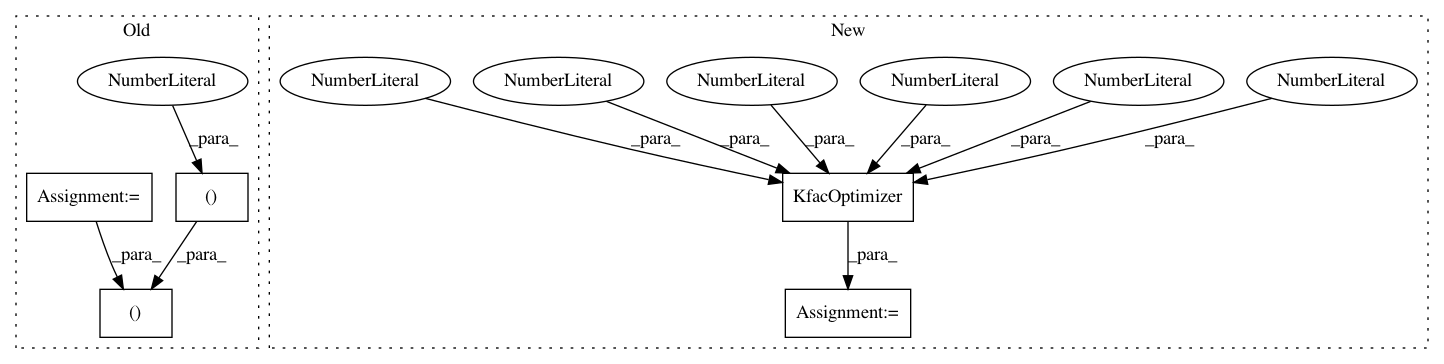 Old
New
NumberLiteral
NumberLiteral
NumberLiteral
NumberLiteral
NumberLiteral
NumberLiteral
NumberLiteral
_para_
_para_
_para_
_para_
_para_
_para_
_para_
Assignment:=
()
KfacOptimizer
_para_
_para_
_para_
()
Assignment:=